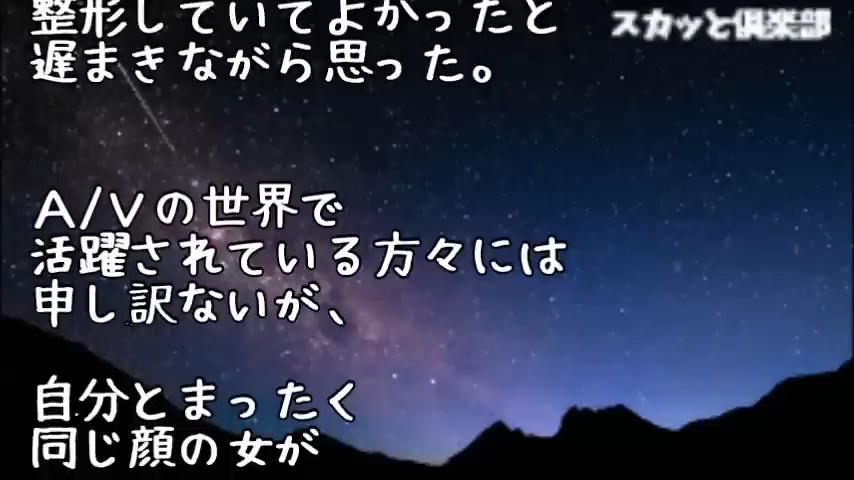 整形していてよかったと
スカッと倶楽部
遅まきながら思った。
A/Vの世界で
活躍されている方々には
申し訳ないが、
自分とまったく
同じ顔の女が